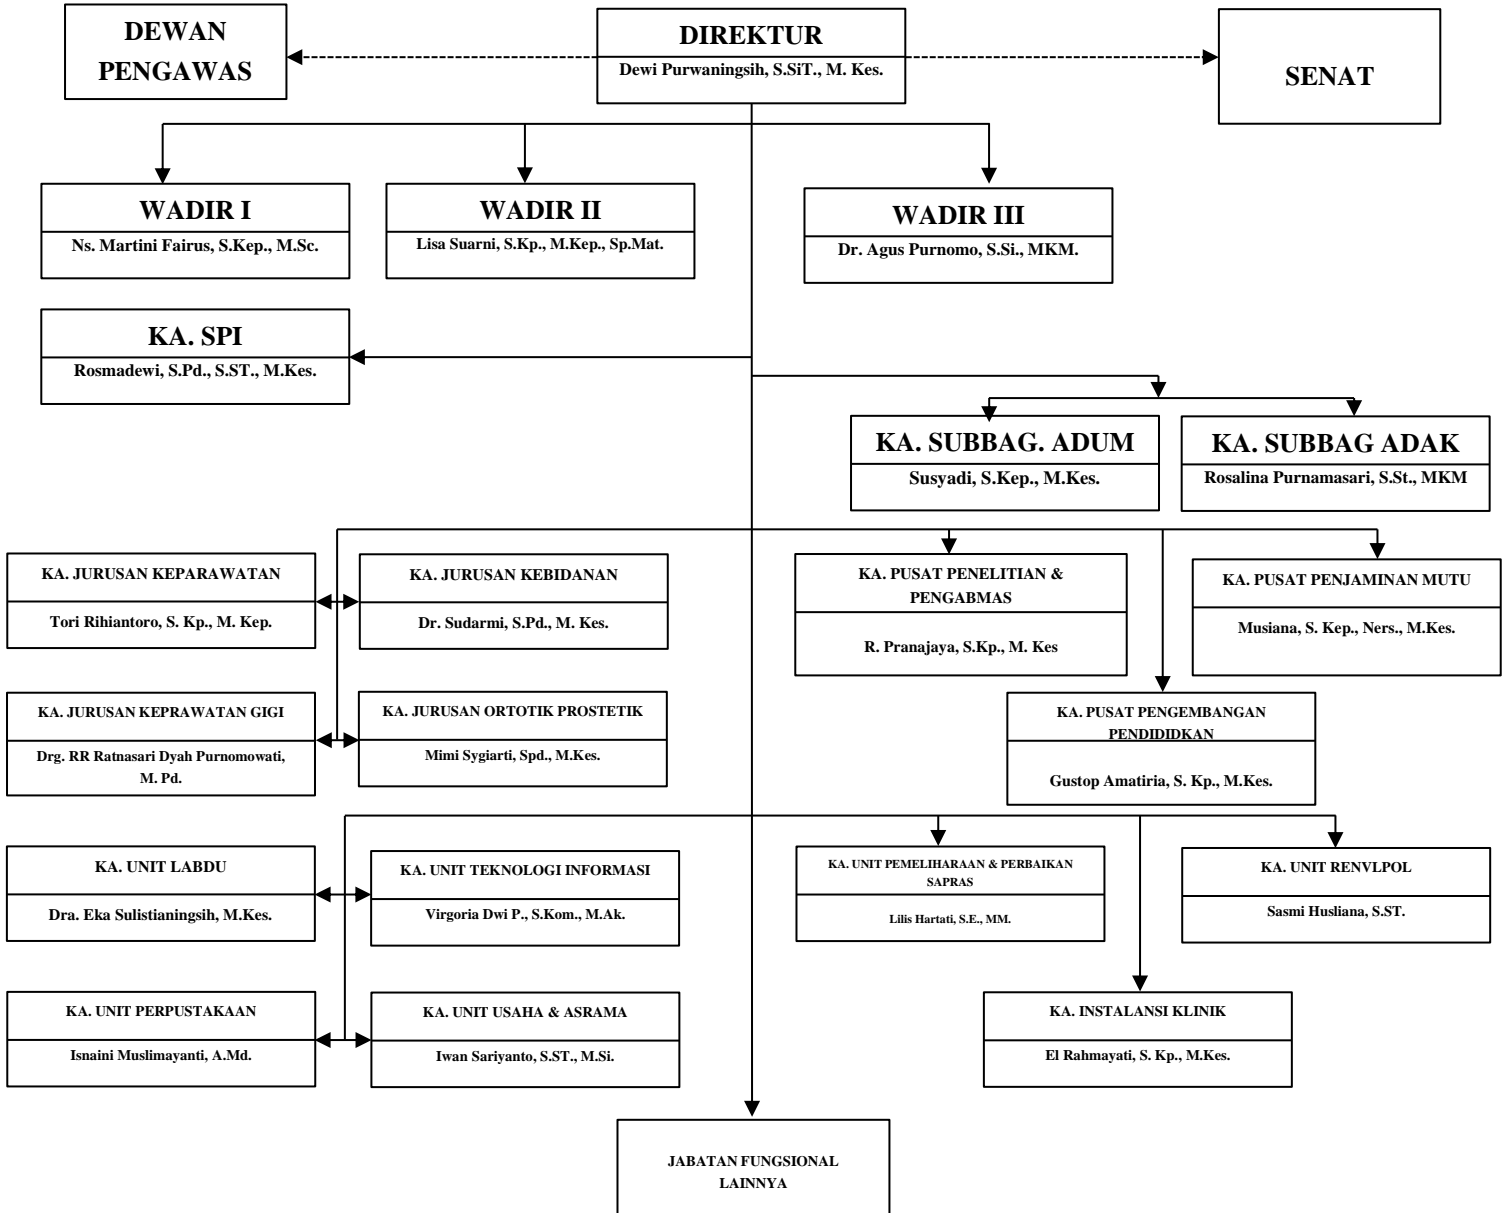 DEWAN
PENGAWAS
DIREKTUR
Dewi Purwaningsih, S.SiT., M. Kes.
SENAT
WADIR I
Ns. Martini Fairus, S.Kep., M.Sc.
WADIR II
Lisa Suarni, S.Kp., M.Kep., Sp.Mat.
WADIR III
Dr. Agus Purnomo, S.Si., MKM.
KA. SPI
Rosmadewi, S.Pd., S.ST., M.Kes.
KA. SUBBAG. ADUM
Susyadi, S.Kep., M.Kes.
KA. SUBBAG ADAK
Rosalina Purnamasari, S.St., MKM
KA. JURUSAN KEPARAWATAN
Tori Rihiantoro, S. Kp., M. Kep.
KA. JURUSAN KEBIDANAN
Dr. Sudarmi, S.Pd., M. Kes.
KA. PUSAT PENELITIAN &
PENGABMAS
R. Pranajaya, S.Kp., M. Kes
KA. PUSAT PENJAMINAN MUTU
Musiana, S. Kep., Ners., M.Kes.
KA. JURUSAN KEPRAWATAN GIGI
Drg. RR Ratnasari Dyah Purnomowati,
M. Pd.
KA. JURUSAN ORTOTIK PROSTETIK
Mimi Sygiarti, Spd., M.Kes.
KA. PUSAT PENGEMBANGAN
PENDIDIDKAN
Gustop Amatiria, S. Kp., M.Kes.
KA. UNIT LABDU
Dra. Eka Sulistianingsih, M.Kes.
KA. UNIT TEKNOLOGI INFORMASI
Virgoria Dwi P., S.Kom., M.Ak.
KA. UNIT PEMELIHARAAN & PERBAIKAN
SAPRAS
Lilis Hartati, S.E., MM.
KA. UNIT RENVLPOL
Sasmi Husliana, S.ST.
KA. UNIT PERPUSTAKAAN
Isnaini Muslimayanti, A.Md.
KA. UNIT USAHA & ASRAMA
Iwan Sariyanto, S.ST., M.Si.
KA. INSTALANSI KLINIK
El Rahmayati, S. Kp., M.Kes.
JABATAN FUNGSIONAL
LAINNYA